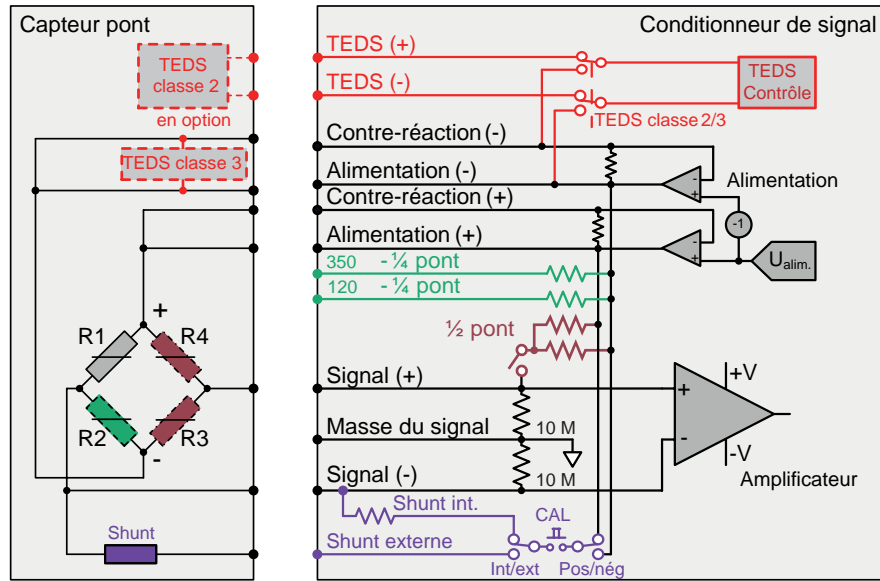 Capteur pont
Conditionneur de signal
TEDS
classe 2
en option
TEDS classe 3
TEDS (+)
TEDS (-)
TEDS
Contrôle
TEDS classe 2/3
Contre-réaction (-)
Alimentation (-)
Contre-réaction (+)
Alimentation (+)
Alimentation
-
+
-
+
-1
Ualim.
350 - ¼ pont
120 - ¼ pont
½ pont
+
R1
R4
R2
R3
-
Signal (+)
Masse du signal
Signal (-)
10 M
10 M
+
-
+V
-V
Amplificateur
Shunt int.
Shunt
Shunt externe
CAL
Int/ext
Pos/nég